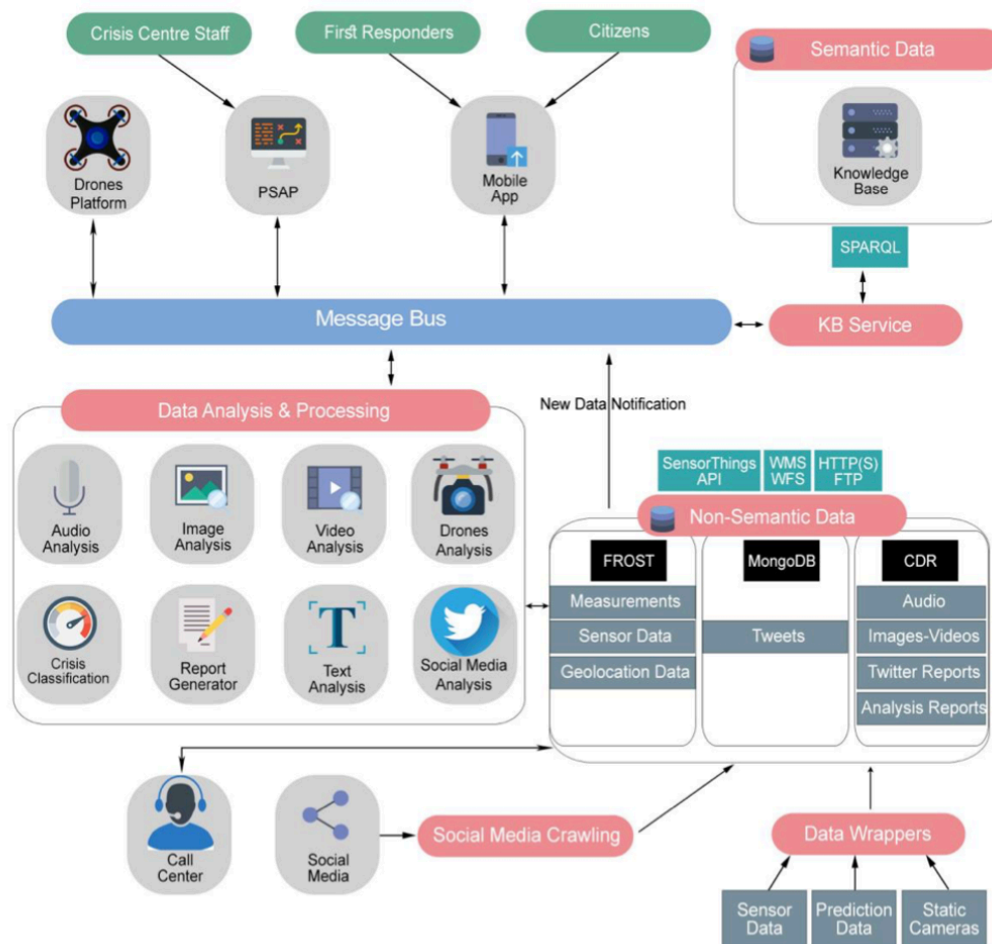 Crisis Centre Staff
First Responders
Citizens
Semantic Data
Drones
Platform
PSAP
Mobile
App
Knowledge
Base
SPARQL
Message Bus
KB Service
Data Analysis & Processing
New Data Notification
Audio
Analysis
Image
Analysis
Video
Analysis
Drones
Analysis
Crisis
Classification
Report
Generator
T
Text
Analysis
Social Media
Analysis
SensorThings
API
WMS
WFS
HTTP(S)
FTP
Non-Semantic Data
FROST
MongoDB
CDR
Measurements
Sensor Data
Geolocation Data
Tweets
Audio
Images-Videos
Twitter Reports
Analysis Reports
Call
Center
Social
Media
Social Media Crawling
Data Wrappers
Sensor
Data
Prediction
Data
Static
Cameras